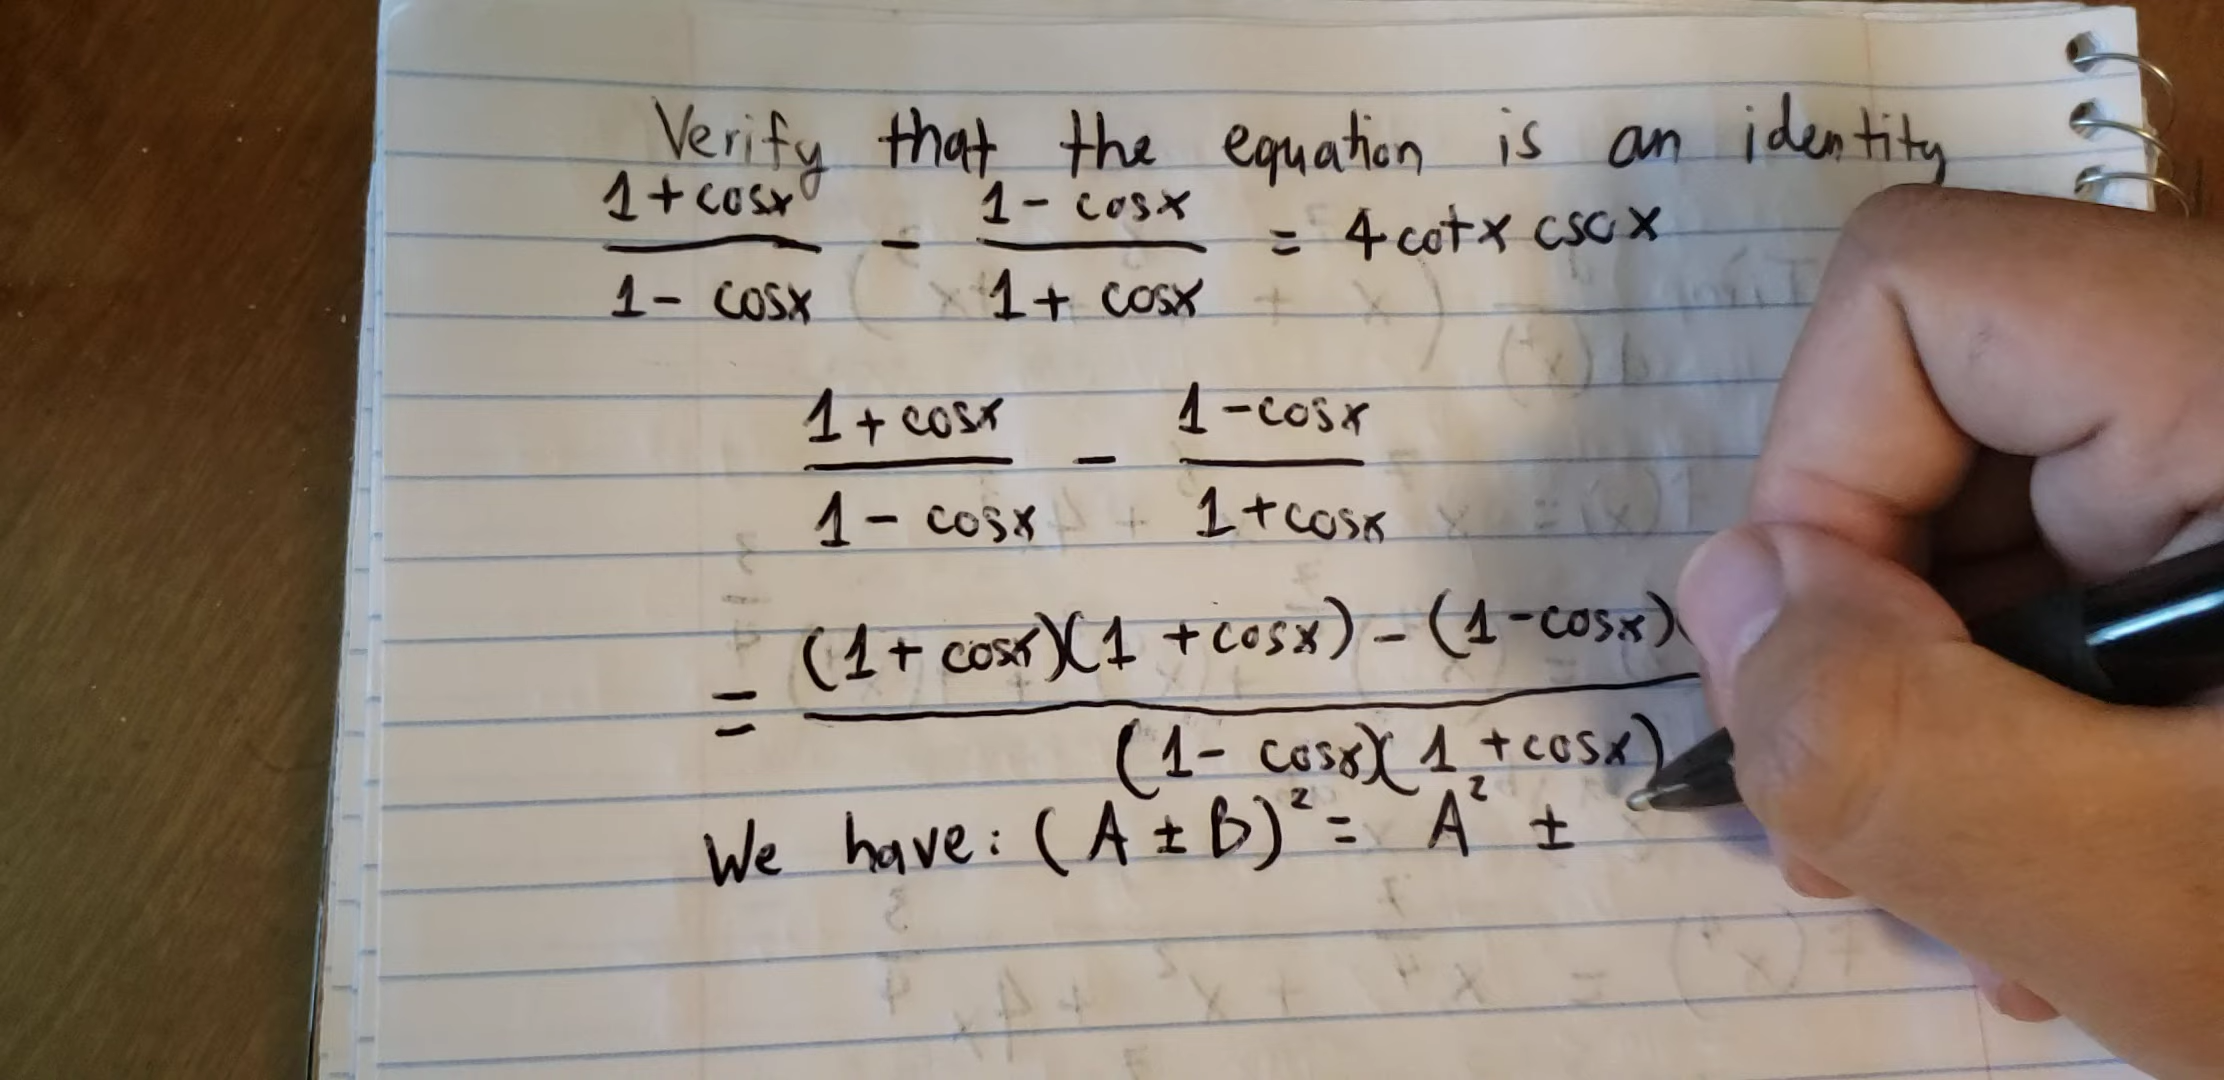 Verify that the equation is an identity
(1+cosx)/(1-cosx) - (1-cosx)/(1+cosx) = 4cotx cscx
(1+cosx)/(1-cosx) - (1-cosx)/(1+cosx)
= (1+cosx)(1+cosx)-(1-cosx)(
(1-cosx)(1+cosx)
We have: (A ± B)² = A² ±